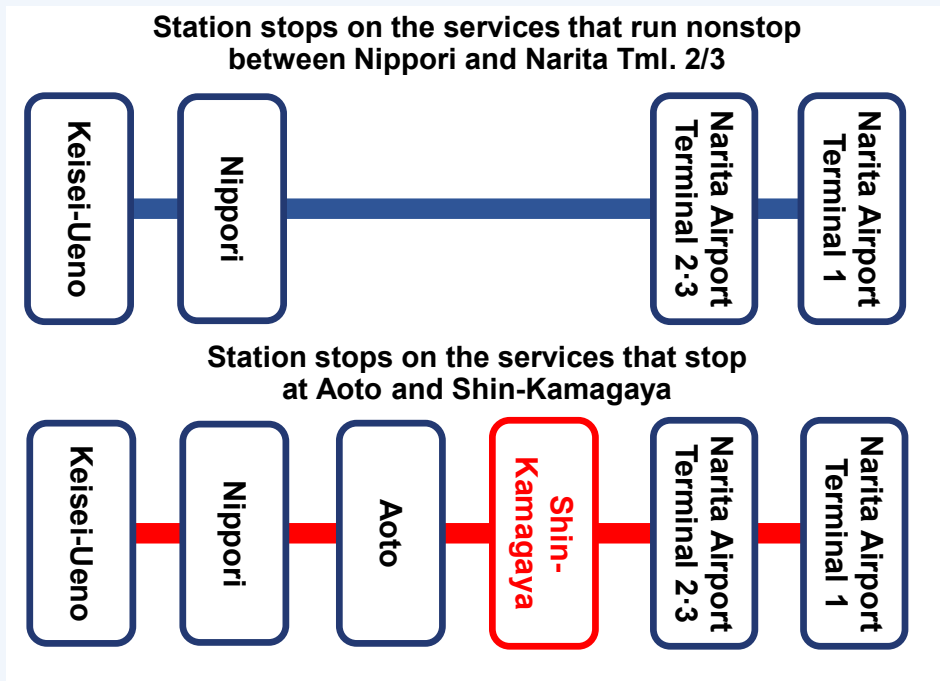 Station stops on the services that run nonstop
between Nippori and Narita Tml. 2/3
Keisei-Ueno
Nippori
Narita Airport
Terminal 2·3
Narita Airport
Terminal 1
Station stops on the services that stop
at Aoto and Shin-Kamagaya
Keisei-Ueno
Nippori
Aoto
Shin-
Kamagaya
Narita Airport
Terminal 2·3
Narita Airport
Terminal 1